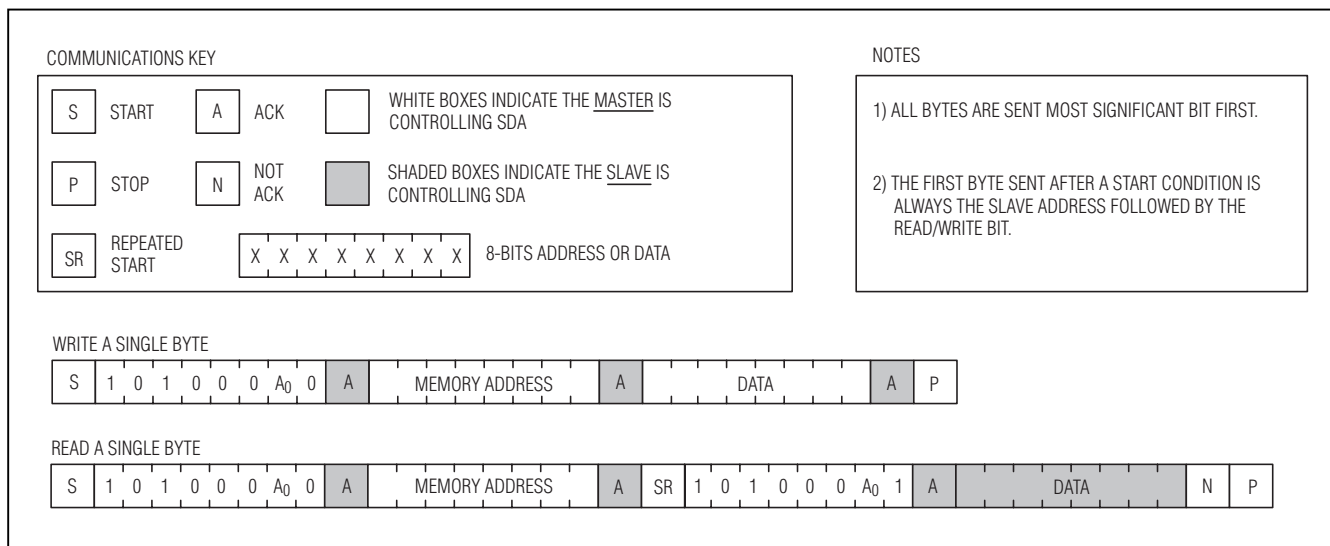 COMMUNICATIONS KEY
S START A ACK WHITE BOXES INDICATE THE MASTER IS
CONTROLLING SDA
P STOP N NOT
ACK SHADED BOXES INDICATE THE SLAVE IS
CONTROLLING SDA
SR REPEATED
START X X X X X X X X 8-BITS ADDRESS OR DATA
NOTES
1) ALL BYTES ARE SENT MOST SIGNIFICANT BIT FIRST.
2) THE FIRST BYTE SENT AFTER A START CONDITION IS
ALWAYS THE SLAVE ADDRESS FOLLOWED BY THE
READ/WRITE BIT.
WRITE A SINGLE BYTE
S 1 0 1 0 0 0 A0 0 A MEMORY ADDRESS A DATA A P
READ A SINGLE BYTE
S 1 0 1 0 0 0 A0 0 A MEMORY ADDRESS A SR 1 0 1 0 0 0 A0 1 A DATA N P